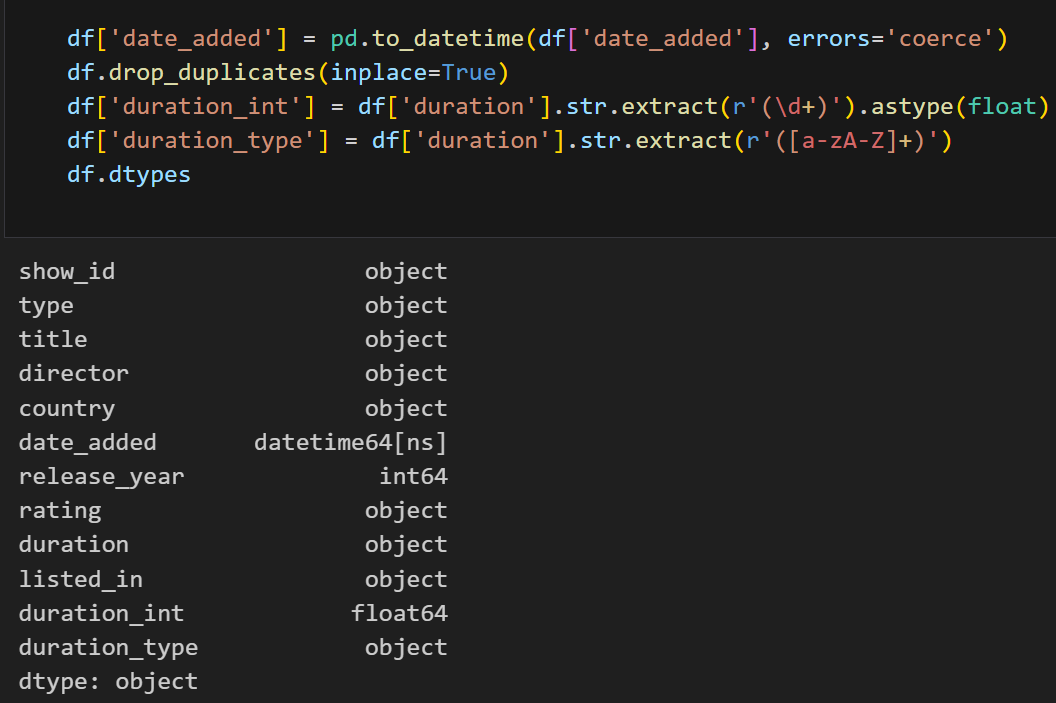 df['date_added'] = pd.to_datetime(df['date_added'], errors='coerce')
df.drop_duplicates(inplace=True)
df['duration_int'] = df['duration'].str.extract(r'(\d+)').astype(float)
df['duration_type'] = df['duration'].str.extract(r'([a-zA-Z]+)')
df.dtypes
show_id object
type object
title object
director object
country object
date_added datetime64[ns]
release_year int64
rating object
duration object
listed_in object
duration_int float64
duration_type object
dtype: object